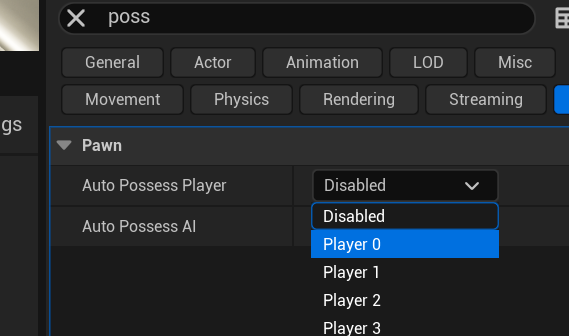 poss
General Actor Animation LOD Misc
Movement Physics Rendering Streaming
gs
Pawn
Auto Possess Player Disabled
Disabled
Auto Possess AI
Player 0
Player 1
Player 2
Player 3